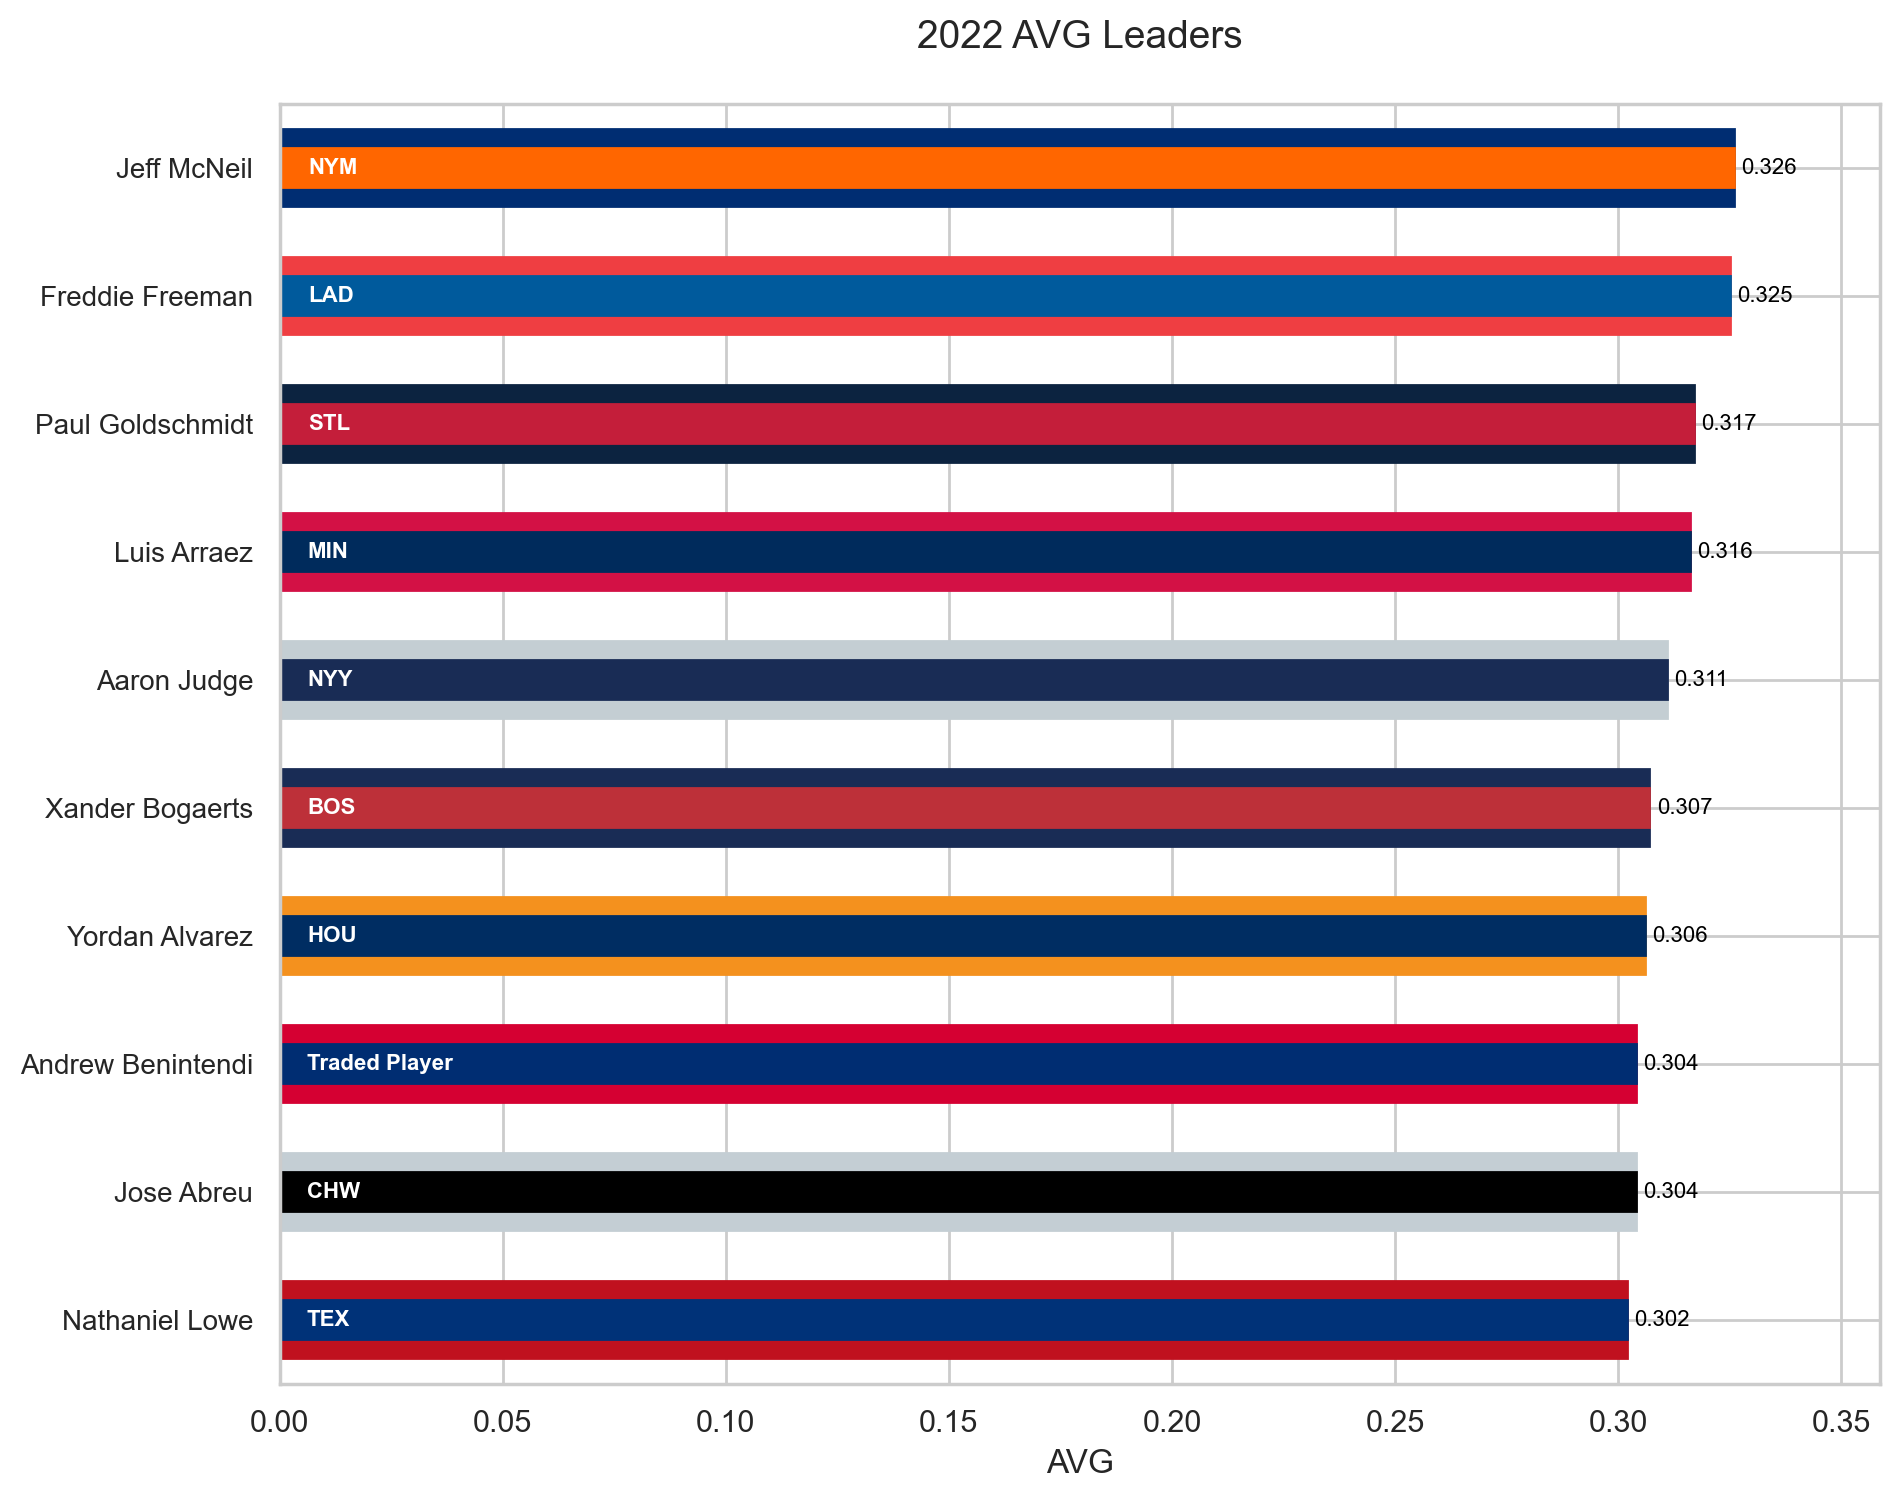 2022 AVG Leaders
Jeff McNeil NYM 0.326
Freddie Freeman LAD 0.325
Paul Goldschmidt STL 0.317
Luis Arraez MIN 0.316
Aaron Judge NYY 0.311
Xander Bogaerts BOS 0.307
Yordan Alvarez HOU 0.306
Andrew Benintendi Traded Player 0.304
Jose Abreu CHW 0.304
Nathaniel Lowe TEX 0.302
0.00 0.05 0.10 0.15 0.20 0.25 0.30 0.35
AVG